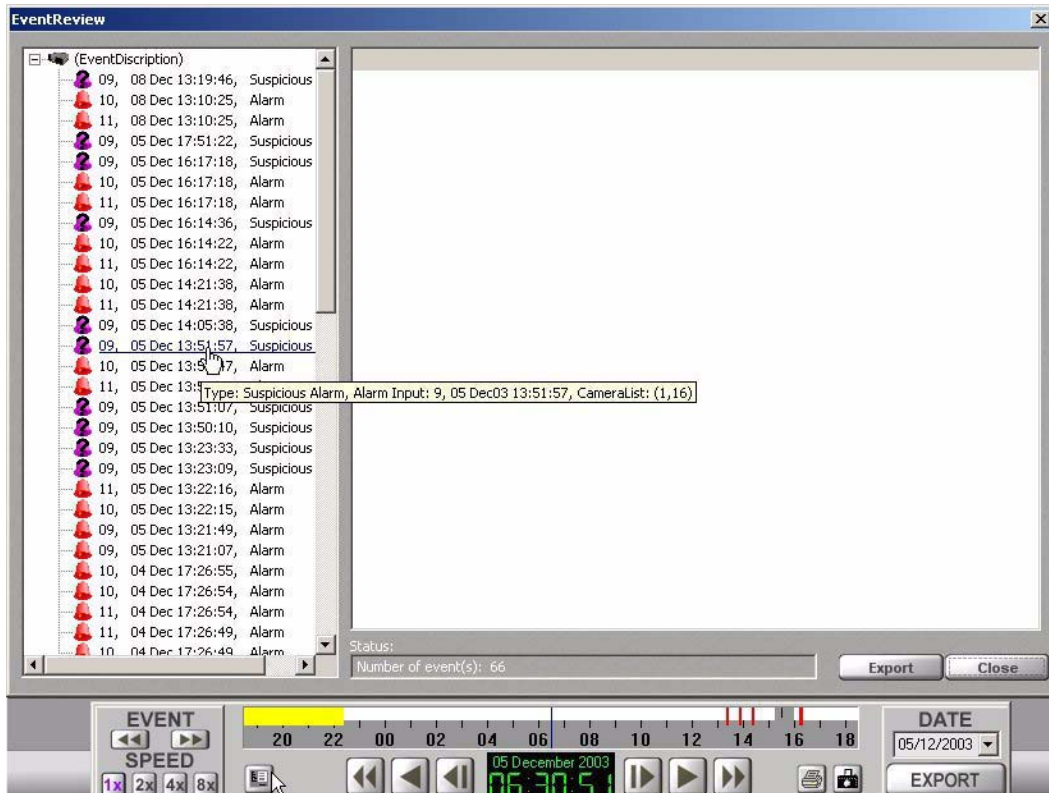 EventReview
(EventDiscription)
09, 08 Dec 13:19:46, Suspicious
10, 08 Dec 13:10:25, Alarm
11, 08 Dec 13:10:25, Alarm
09, 05 Dec 17:51:22, Suspicious
09, 05 Dec 16:17:18, Suspicious
10, 05 Dec 16:17:18, Alarm
11, 05 Dec 16:17:18, Alarm
09, 05 Dec 16:14:36, Suspicious
10, 05 Dec 16:14:22, Alarm
11, 05 Dec 16:14:22, Alarm
10, 05 Dec 14:21:38, Alarm
11, 05 Dec 14:21:38, Alarm
09, 05 Dec 14:05:38, Suspicious
09, 05 Dec 13:51:57, Suspicious
10, 05 Dec Alarm
11, 05 Dec
Type: Suspicious Alarm, Alarm Input: 9, 05 Dec03 13:51:57, CameraList: (1,16)
09, 05 Dec 13:51:07, Suspicious
09, 05 Dec 13:50:10, Suspicious
09, 05 Dec 13:23:33, Suspicious
09, 05 Dec 13:23:09, Suspicious
11, 05 Dec 13:22:16, Alarm
10, 05 Dec 13:22:15, Alarm
09, 05 Dec 13:21:49, Alarm
09, 05 Dec 13:21:07, Alarm
10, 04 Dec 17:26:55, Alarm
10, 04 Dec 17:26:54, Alarm
11, 04 Dec 17:26:54, Alarm
11, 04 Dec 17:26:49, Alarm
10 04 Dec 17:26:49 Alarm
Status:
Number of event(s): 66
Export
Close
EVENT
SPEED
1x 2x 4x 8x
20 22 00 02 04 06 08 10 12 14 16 18
05 December 2003
06:30:51
DATE
05/12/2003
EXPORT